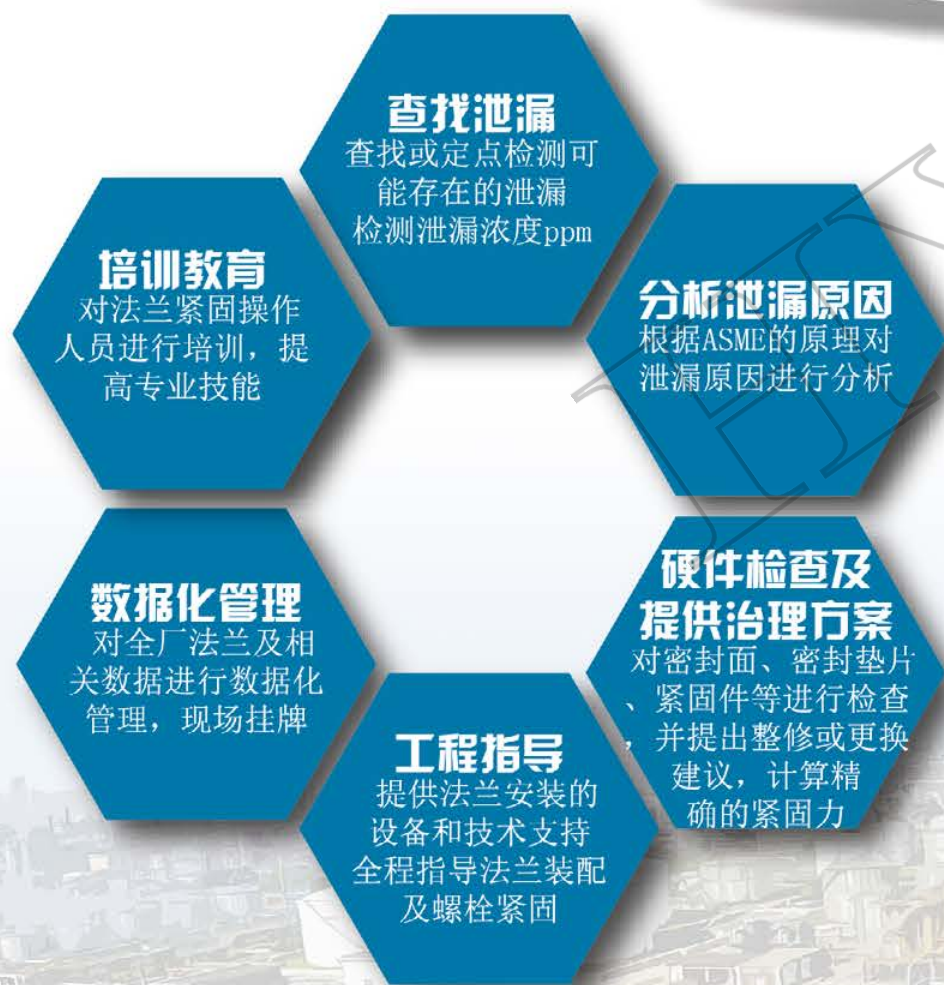 查找泄漏
查找或定点检测可
能存在的泄漏
检测泄漏浓度ppm
分析泄漏原因
根据ASME的原理对
泄漏原因进行分析
硬件检查及
提供治理方案
对密封面、密封垫片
、紧固件等进行检查
，并提出整修或更换
建议，计算精
确的紧固力
工程指导
提供法兰安装的
设备和技术支持
全程指导法兰装配
及螺栓紧固
数据化管理
对全厂法兰及相
关数据进行数据化
管理，现场挂牌
培训教育
对法兰紧固操作
人员进行培训，提
高专业技能